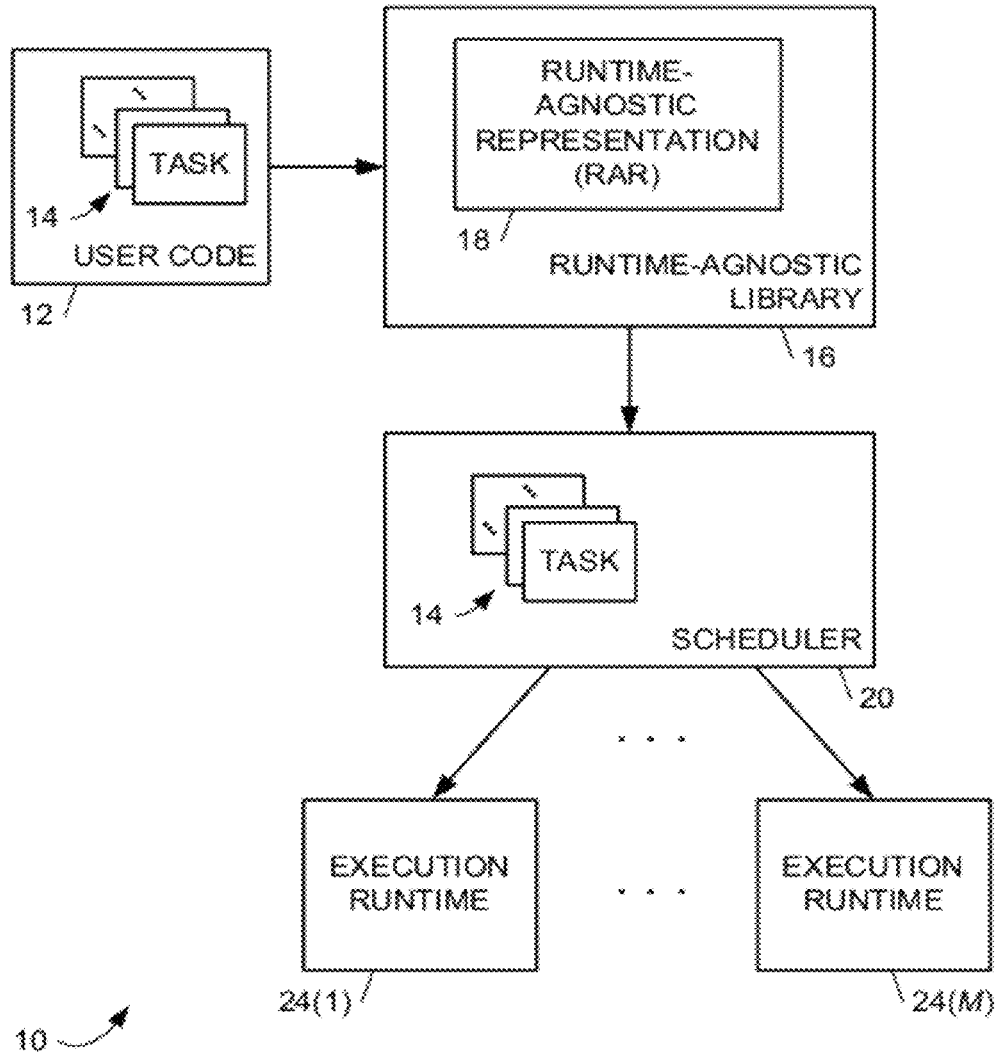 RUNTIME-
AGNOSTIC
REPRESENTATION
(RAR)
18
RUNTIME-AGNOSTIC
LIBRARY
16
TASK
14
USER CODE
12
TASK
14
SCHEDULER
20
. . .
EXECUTION
RUNTIME
24(1)
. . .
EXECUTION
RUNTIME
24(M)
10